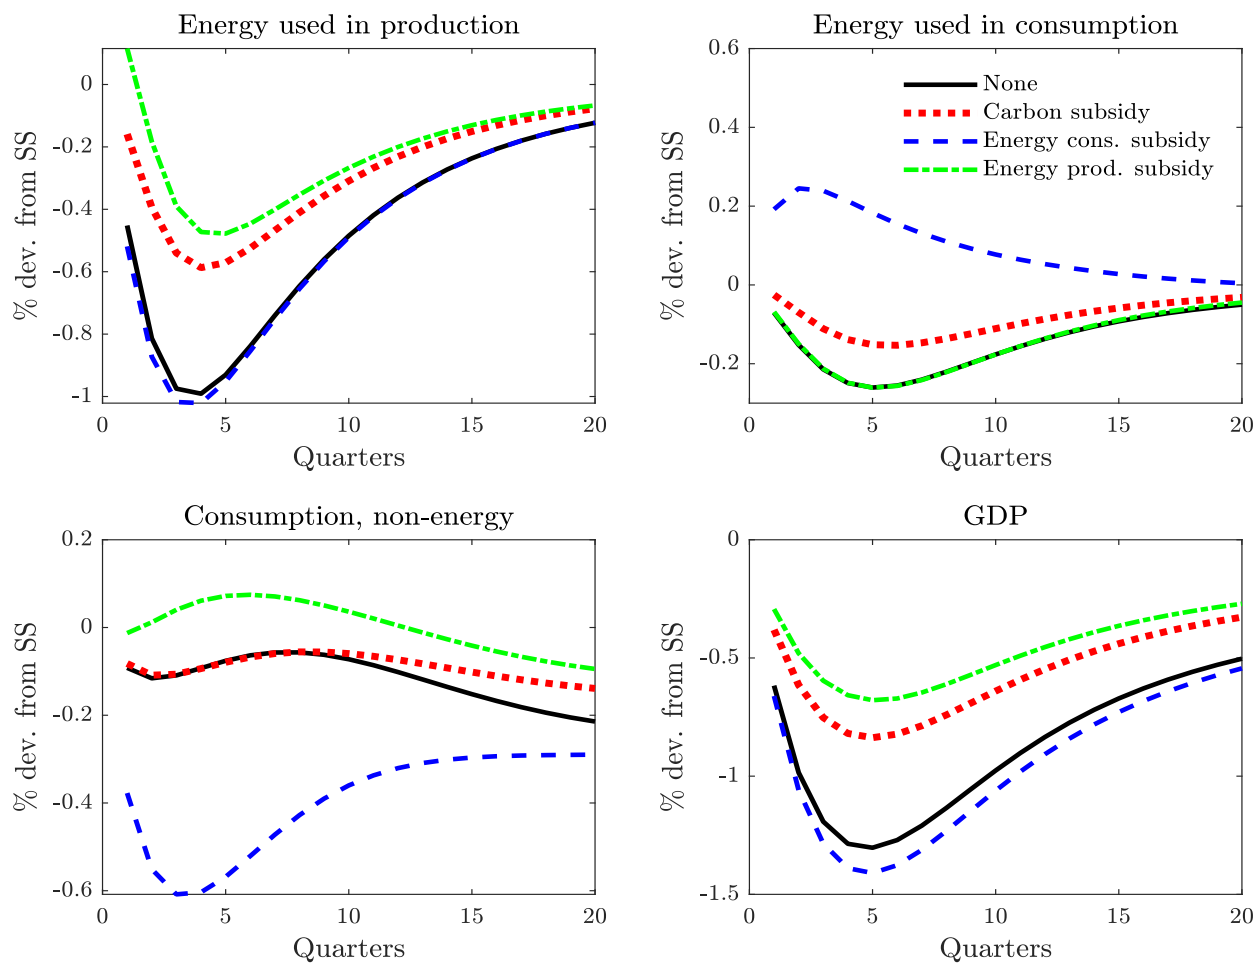 Energy used in production
0
-0.2
-0.4
-0.6
-0.8
-1
% dev. from SS
0
5
10
15
20
Quarters
Energy used in consumption
0.6
0.4
0.2
0
-0.2
% dev. from SS
None
Carbon subsidy
Energy cons. subsidy
Energy prod. subsidy
0
5
10
15
20
Quarters
Consumption, non-energy
0.2
0
-0.2
-0.4
-0.6
% dev. from SS
0
5
10
15
20
Quarters
GDP
0
-0.5
-1
-1.5
% dev. from SS
0
5
10
15
20
Quarters